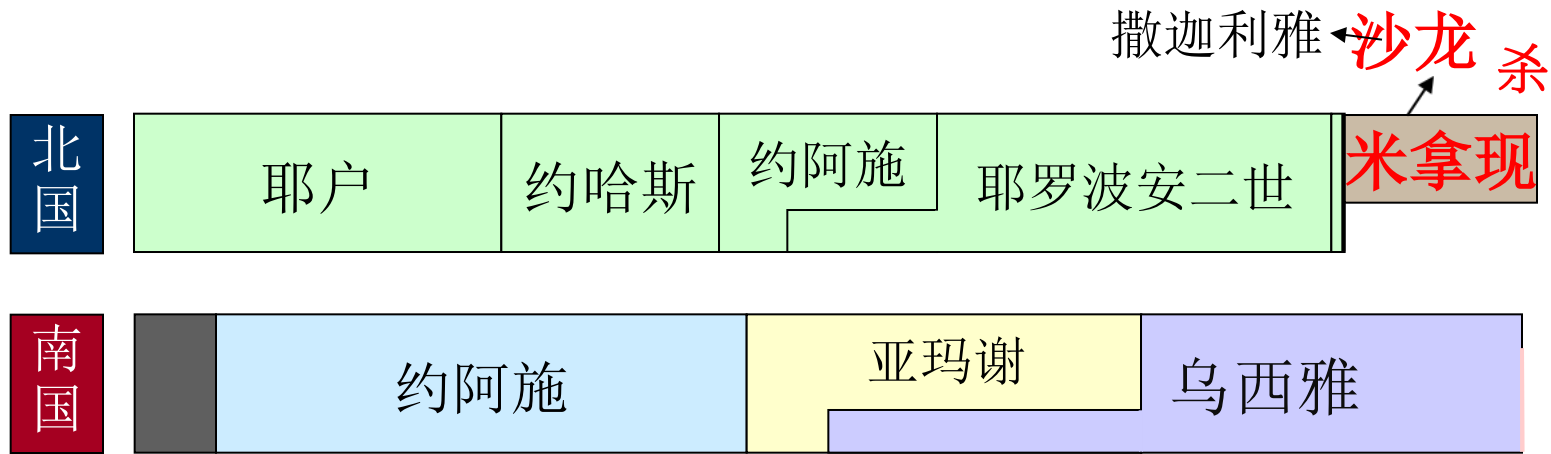 撒迦利雅
沙龙
杀
北国
耶户
约哈斯
约阿施
耶罗波安二世
米拿现
南国
约阿施
亚玛谢
乌西雅